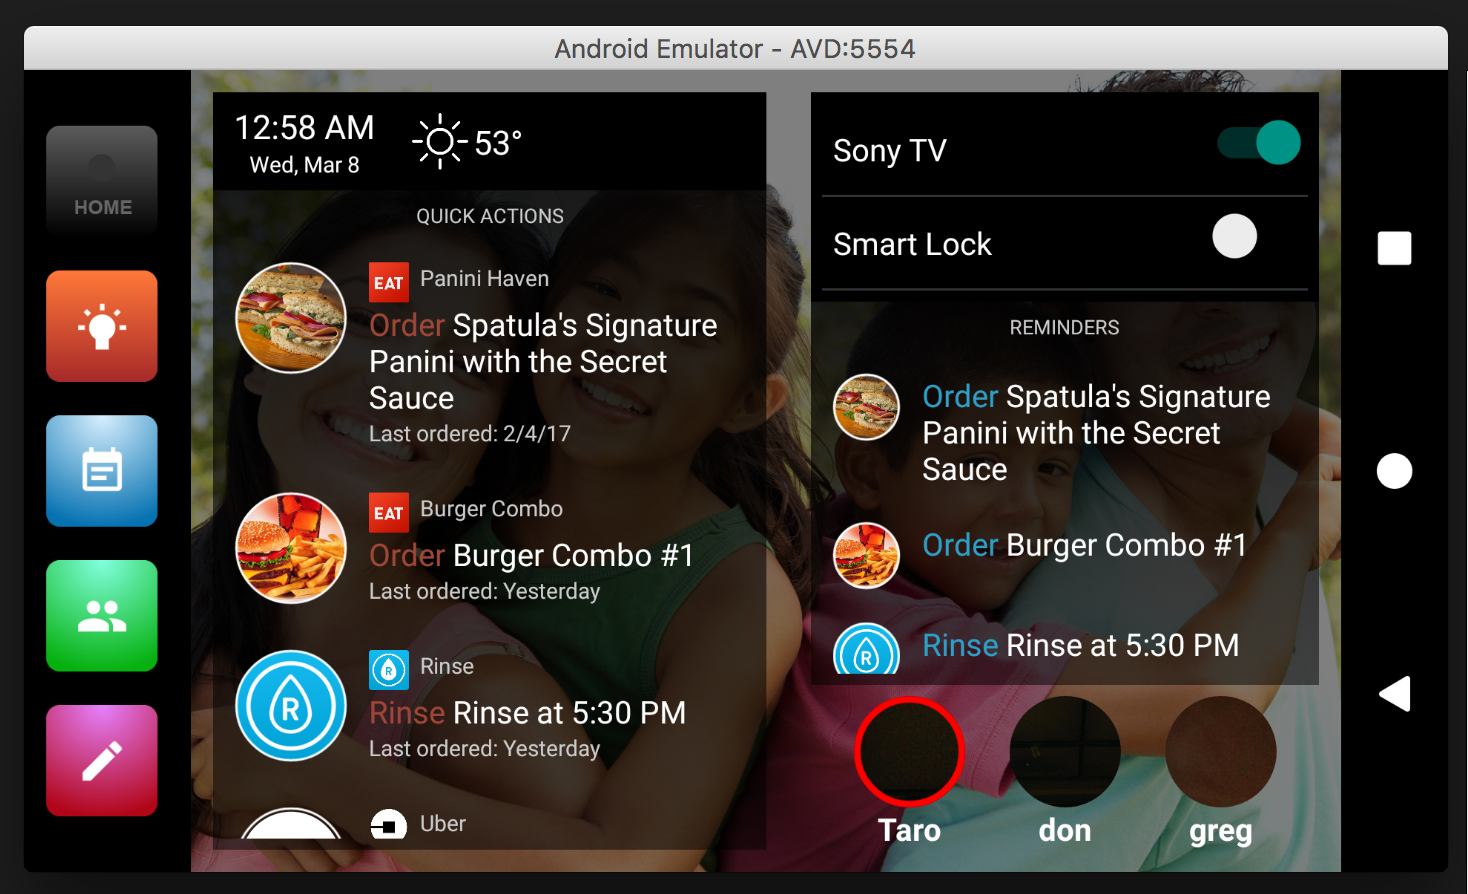 Android Emulator - AVD:5554
HOME
12:58 AM
Wed, Mar 8
53°
QUICK ACTIONS
EAT
Panini Haven
Order Spatula's Signature
Panini with the Secret
Sauce
Last ordered: 2/4/17
EAT
Burger Combo
Order Burger Combo #1
Last ordered: Yesterday
R
R
Rinse
Rinse Rinse at 5:30 PM
Last ordered: Yesterday
Uber
Sony TV
Smart Lock
REMINDERS
Order Spatula's Signature
Panini with the Secret
Sauce
Order Burger Combo #1
R
Rinse Rinse at 5:30 PM
Taro
don
greg